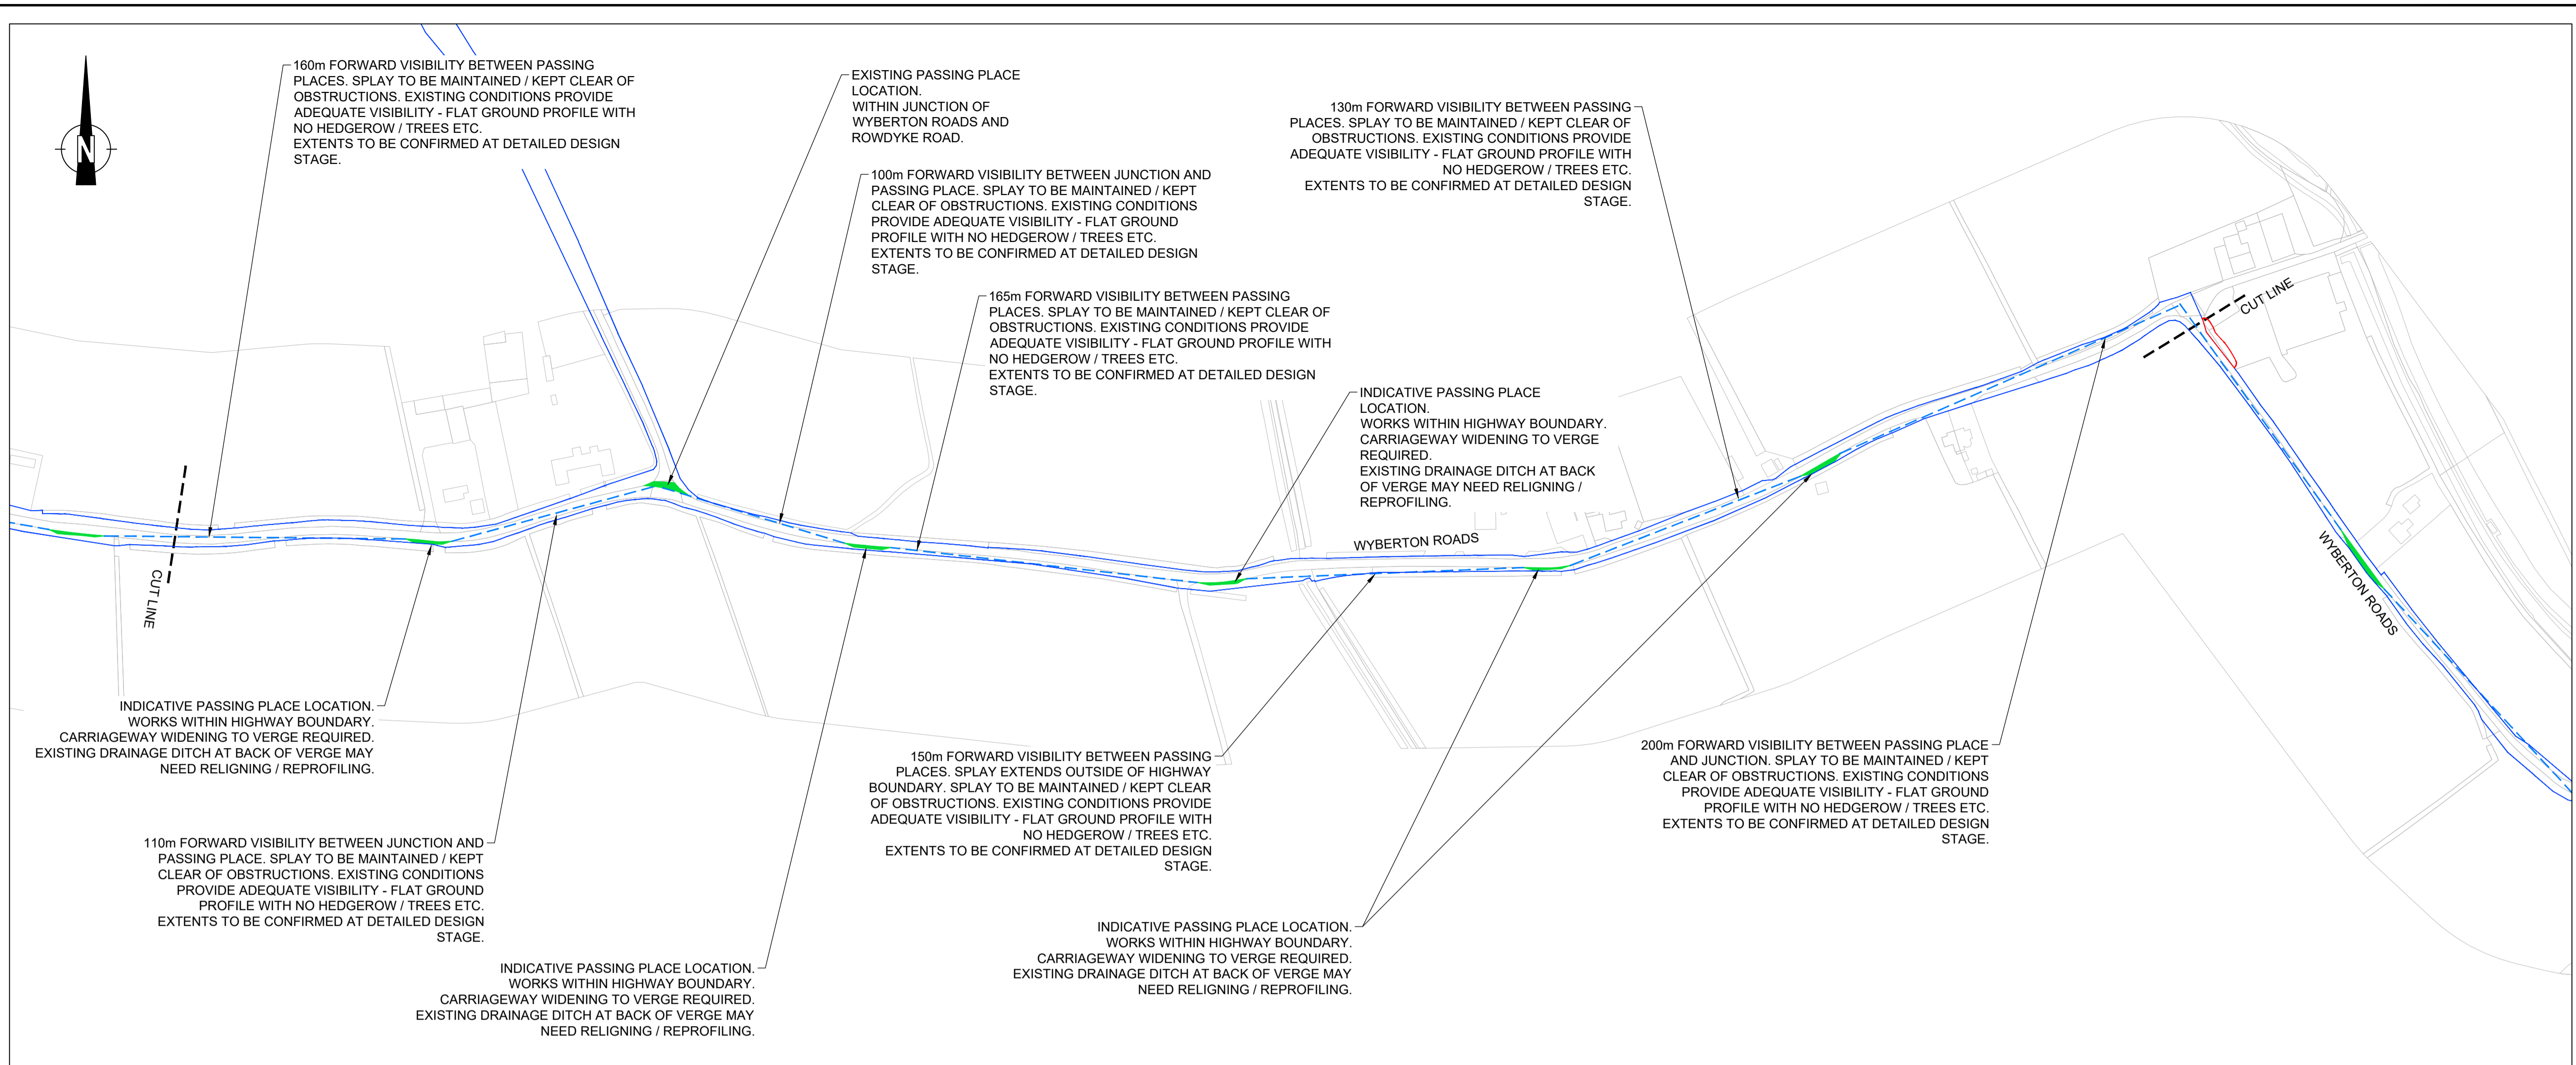 160m FORWARD VISIBILITY BETWEEN PASSING
PLACES. SPLAY TO BE MAINTAINED / KEPT CLEAR OF
OBSTRUCTIONS. EXISTING CONDITIONS PROVIDE
ADEQUATE VISIBILITY - FLAT GROUND PROFILE WITH
NO HEDGEROW / TREES ETC.
EXTENTS TO BE CONFIRMED AT DETAILED DESIGN
STAGE.
N
EXISTING PASSING PLACE
LOCATION.
WITHIN JUNCTION OF
WYBERTON ROADS AND
ROWDYKE ROAD.
100m FORWARD VISIBILITY BETWEEN JUNCTION AND
PASSING PLACE. SPLAY TO BE MAINTAINED / KEPT
CLEAR OF OBSTRUCTIONS. EXISTING CONDITIONS
PROVIDE ADEQUATE VISIBILITY - FLAT GROUND
PROFILE WITH NO HEDGEROW / TREES ETC.
EXTENTS TO BE CONFIRMED AT DETAILED DESIGN
STAGE.
165m FORWARD VISIBILITY BETWEEN PASSING
PLACES. SPLAY TO BE MAINTAINED / KEPT CLEAR OF
OBSTRUCTIONS. EXISTING CONDITIONS PROVIDE
ADEQUATE VISIBILITY - FLAT GROUND PROFILE WITH
NO HEDGEROW / TREES ETC.
EXTENTS TO BE CONFIRMED AT DETAILED DESIGN
STAGE.
130m FORWARD VISIBILITY BETWEEN PASSING
PLACES. SPLAY TO BE MAINTAINED / KEPT CLEAR OF
OBSTRUCTIONS. EXISTING CONDITIONS PROVIDE
ADEQUATE VISIBILITY - FLAT GROUND PROFILE WITH
NO HEDGEROW / TREES ETC.
EXTENTS TO BE CONFIRMED AT DETAILED DESIGN
STAGE.
INDICATIVE PASSING PLACE
LOCATION.
WORKS WITHIN HIGHWAY BOUNDARY.
CARRIAGEWAY WIDENING TO VERGE
REQUIRED.
EXISTING DRAINAGE DITCH AT BACK
OF VERGE MAY NEED RELIGNING /
REPROFILING.
CUT LINE
WYBERTON ROADS
WYBERTON ROADS
CUT LINE
INDICATIVE PASSING PLACE LOCATION.
WORKS WITHIN HIGHWAY BOUNDARY.
CARRIAGEWAY WIDENING TO VERGE REQUIRED.
EXISTING DRAINAGE DITCH AT BACK OF VERGE MAY
NEED RELIGNING / REPROFILING.
110m FORWARD VISIBILITY BETWEEN JUNCTION AND
PASSING PLACE. SPLAY TO BE MAINTAINED / KEPT
CLEAR OF OBSTRUCTIONS. EXISTING CONDITIONS
PROVIDE ADEQUATE VISIBILITY - FLAT GROUND
PROFILE WITH NO HEDGEROW / TREES ETC.
EXTENTS TO BE CONFIRMED AT DETAILED DESIGN
STAGE.
INDICATIVE PASSING PLACE LOCATION.
WORKS WITHIN HIGHWAY BOUNDARY.
CARRIAGEWAY WIDENING TO VERGE REQUIRED.
EXISTING DRAINAGE DITCH AT BACK OF VERGE MAY
NEED RELIGNING / REPROFILING.
150m FORWARD VISIBILITY BETWEEN PASSING
PLACES. SPLAY EXTENDS OUTSIDE OF HIGHWAY
BOUNDARY. SPLAY TO BE MAINTAINED / KEPT CLEAR
OF OBSTRUCTIONS. EXISTING CONDITIONS PROVIDE
ADEQUATE VISIBILITY - FLAT GROUND PROFILE WITH
NO HEDGEROW / TREES ETC.
EXTENTS TO BE CONFIRMED AT DETAILED DESIGN
STAGE.
INDICATIVE PASSING PLACE LOCATION.
WORKS WITHIN HIGHWAY BOUNDARY.
CARRIAGEWAY WIDENING TO VERGE REQUIRED.
EXISTING DRAINAGE DITCH AT BACK OF VERGE MAY
NEED RELIGNING / REPROFILING.
200m FORWARD VISIBILITY BETWEEN PASSING PLACE
AND JUNCTION. SPLAY TO BE MAINTAINED / KEPT
CLEAR OF OBSTRUCTIONS. EXISTING CONDITIONS
PROVIDE ADEQUATE VISIBILITY - FLAT GROUND
PROFILE WITH NO HEDGEROW / TREES ETC.
EXTENTS TO BE CONFIRMED AT DETAILED DESIGN
STAGE.